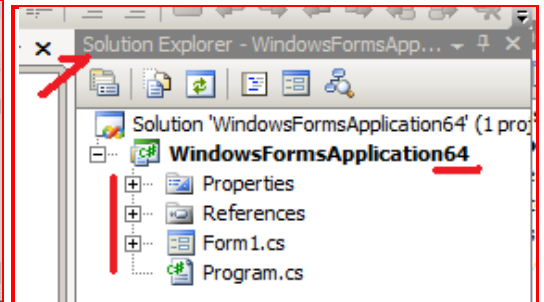 Solution Explorer - WindowsFormsApp...
Solution 'WindowsFormsApplication64' (1 proj
WindowsFormsApplication64
Properties
References
Form1.cs
Program.cs